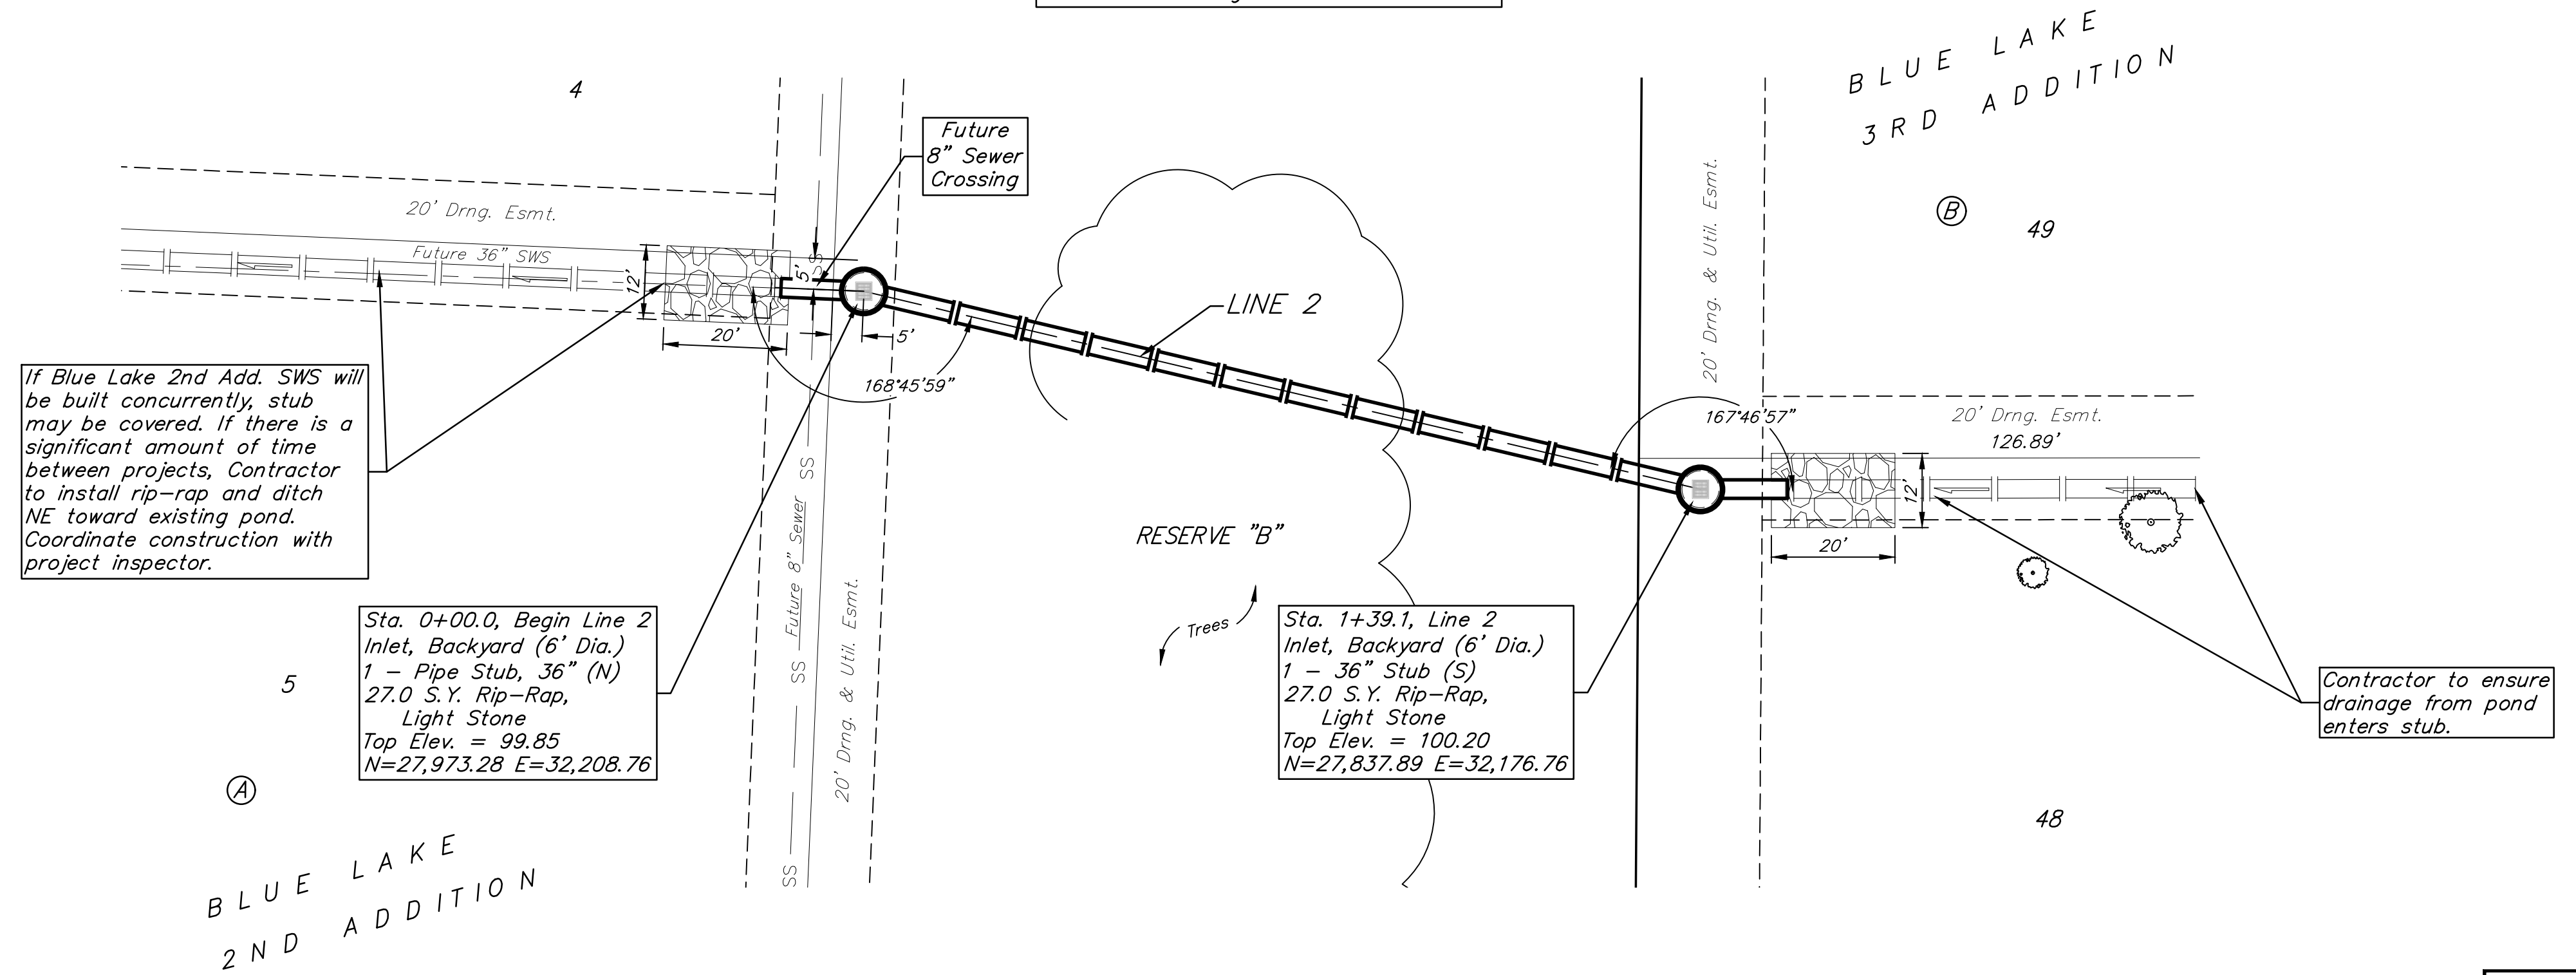 BLUE LAKE
3RD ADDITION
4
Future
8" Sewer
Crossing
20' Drng. Esmt.
Future 36" SWS
12'
20'
5'
SS
5'
168°45'59"
LINE 2
20' Drng. & Util. Esmt.
B
49
167°46'57"
20' Drng. Esmt.
126.89'
12'
20'
If Blue Lake 2nd Add. SWS will
be built concurrently, stub
may be covered. If there is a
significant amount of time
between projects, Contractor
to install rip-rap and ditch
NE toward existing pond.
Coordinate construction with
project inspector.
SS
Future 8" Sewer
SS
SS
20' Drng. & Util. Esmt.
RESERVE "B"
Trees
Sta. 0+00.0, Begin Line 2
Inlet, Backyard (6' Dia.)
1 - Pipe Stub, 36" (N)
27.0 S.Y. Rip-Rap,
Light Stone
Top Elev. = 99.85
N=27,973.28 E=32,208.76
Sta. 1+39.1, Line 2
Inlet, Backyard (6' Dia.)
1 - 36" Stub (S)
27.0 S.Y. Rip-Rap,
Light Stone
Top Elev. = 100.20
N=27,837.89 E=32,176.76
Contractor to ensure
drainage from pond
enters stub.
5
A
48
BLUE LAKE
2ND ADDITION